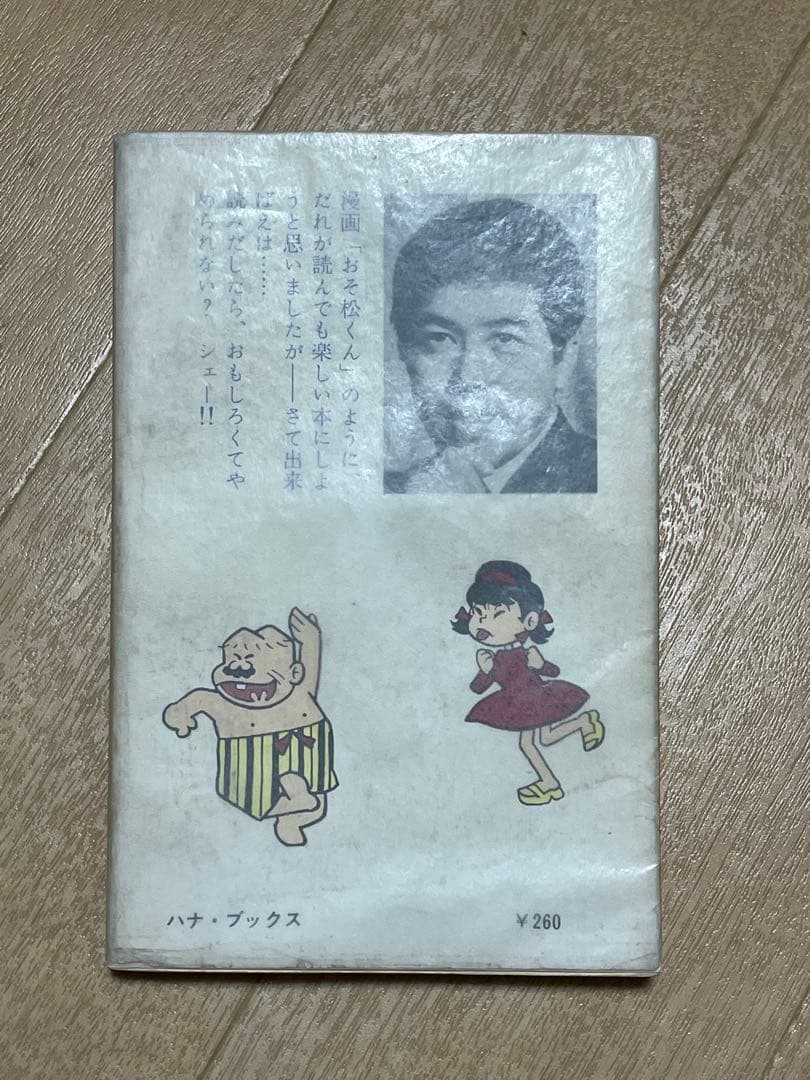 漫画「おそ松くん」のように、
だれが読んでも楽しい本にしよ
うと思いましたが――さて出来
ばえは……
読みだしたら、おもしろくてや
められない？　シェー!!
ハナ・ブックス
￥260